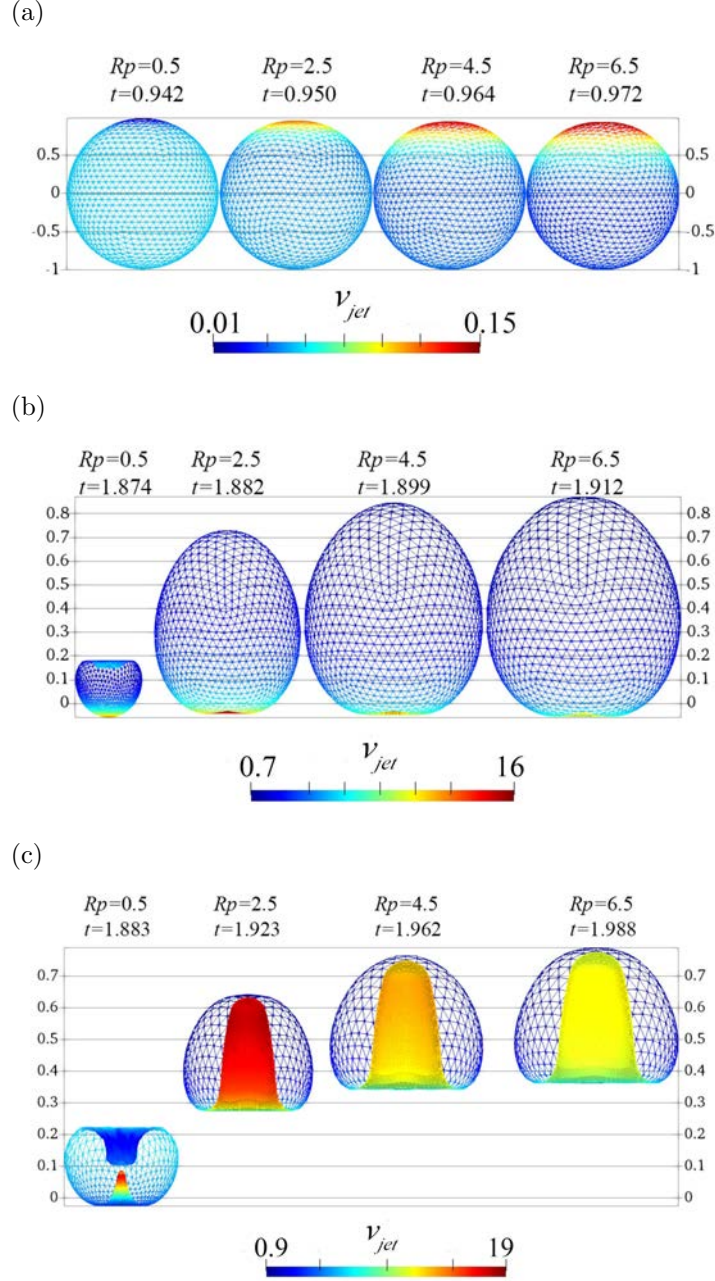 (a)
Rp=0.5 Rp=2.5 Rp=4.5 Rp=6.5
t=0.942 t=0.950 t=0.964 t=0.972
0.5 0.5
0 0
-0.5 -0.5
-1 -1
v_jet
0.01 0.15
(b)
Rp=0.5 Rp=2.5 Rp=4.5 Rp=6.5
t=1.874 t=1.882 t=1.899 t=1.912
0.8 0.8
0.7 0.7
0.6 0.6
0.5 0.5
0.4 0.4
0.3 0.3
0.2 0.2
0.1 0.1
0 0
v_jet
0.7 16
(c)
Rp=0.5 Rp=2.5 Rp=4.5 Rp=6.5
t=1.883 t=1.923 t=1.962 t=1.988
0.7 0.7
0.6 0.6
0.5 0.5
0.4 0.4
0.3 0.3
0.2 0.2
0.1 0.1
0 0
v_jet
0.9 19